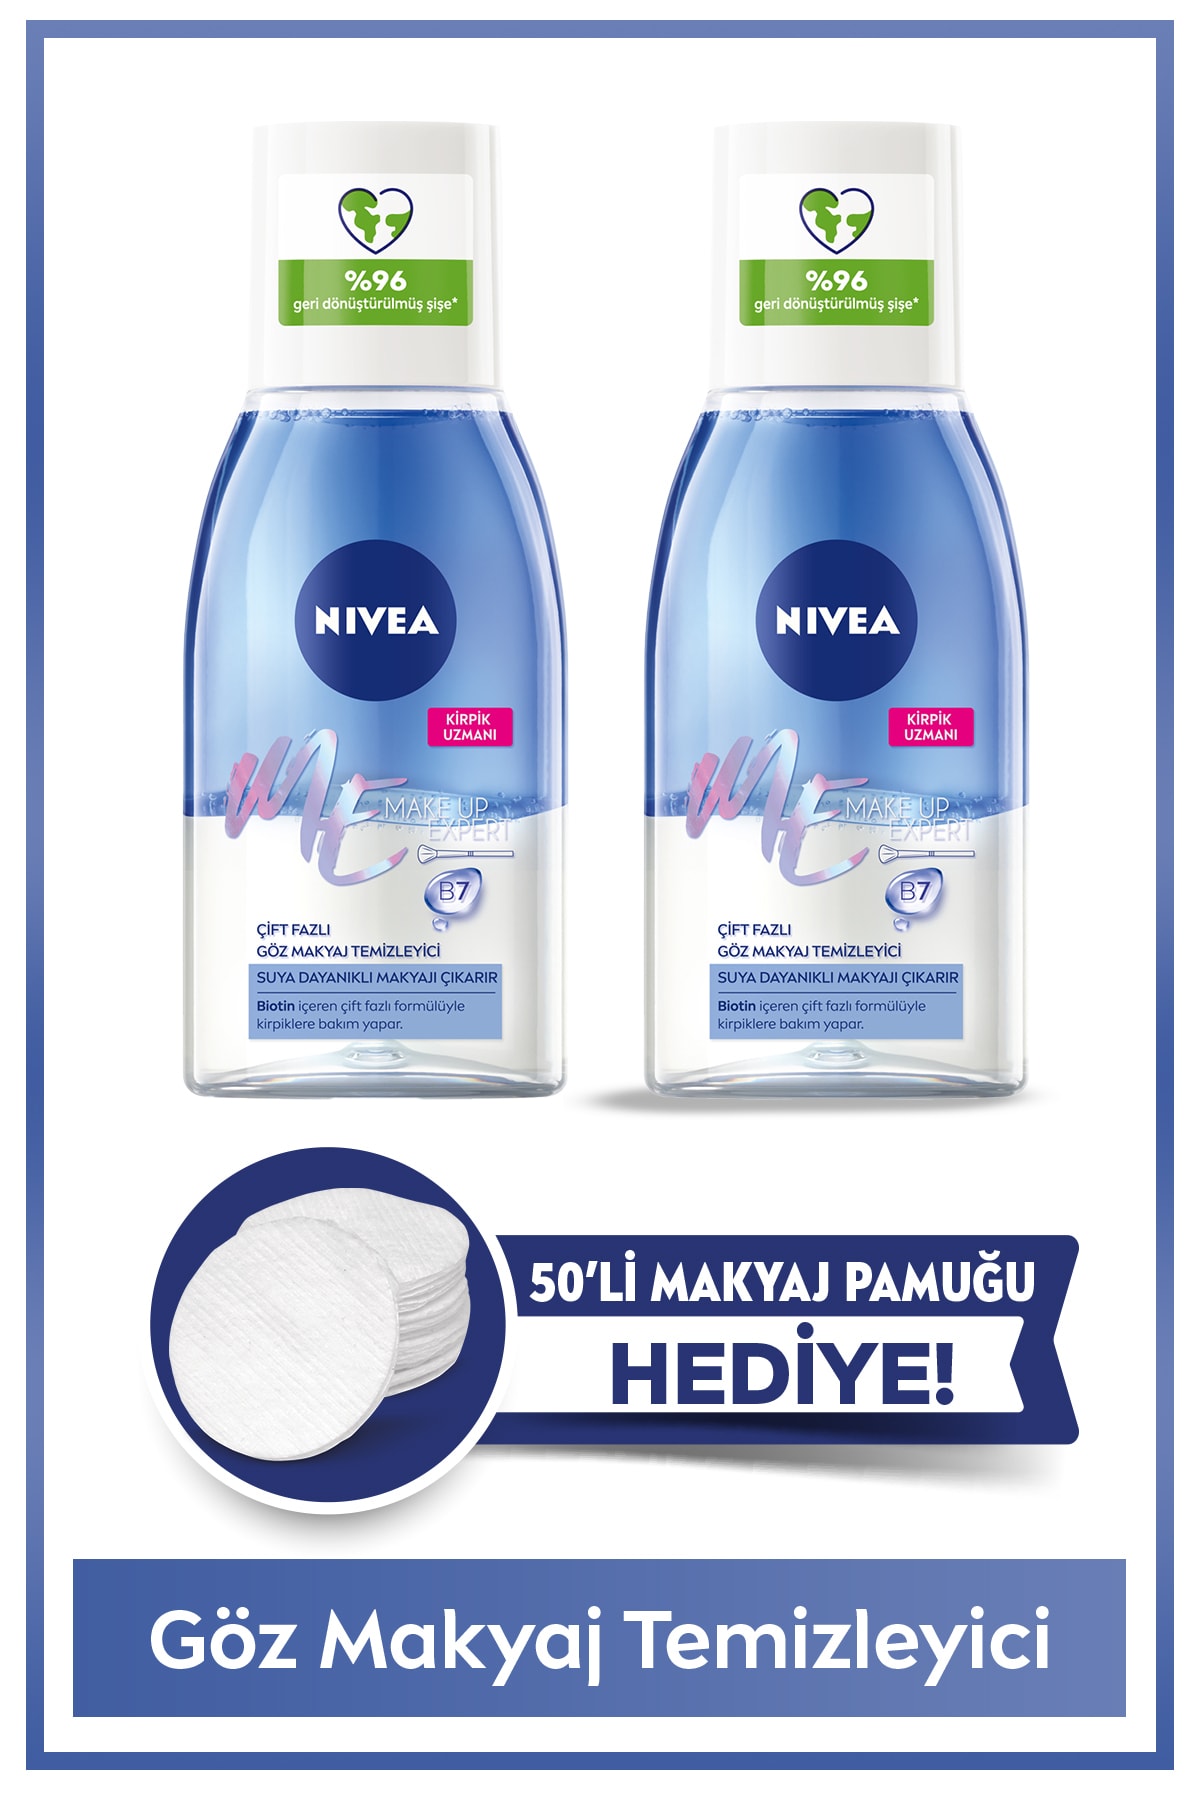 %96
geri dönüştürülmüş şişe*
NIVEA
KİRPİK
UZMANI
ME MAKE UP
EXPERT
B7
ÇİFT FAZLI
GÖZ MAKYAJ TEMİZLEYİCİ
SUYA DAYANIKLI MAKYAJI ÇIKARIR
Biotin içeren çift fazlı formülüyle
kirpiklere bakım yapar.
%96
geri dönüştürülmüş şişe*
NIVEA
KİRPİK
UZMANI
ME MAKE UP
EXPERT
B7
ÇİFT FAZLI
GÖZ MAKYAJ TEMİZLEYİCİ
SUYA DAYANIKLI MAKYAJI ÇIKARIR
Biotin içeren çift fazlı formülüyle
kirpiklere bakım yapar.
50'Lİ MAKYAJ PAMUĞU
HEDİYE!
Göz Makyaj Temizleyici